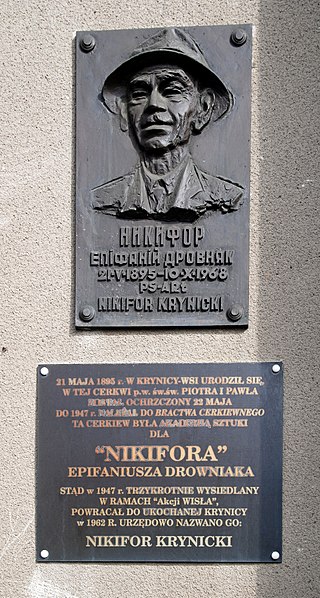 НИКИФОР
ЕПІФАНІЙ ДРОВНЯК
21.V.1895-10.X.1968
PS-ART
NIKIFOR KRYNICKI
21 MAJA 1895 r. W KRYNICY-WSI URODZIŁ SIĘ,
W TEJ CERKWI p.w. św.św. PIOTRA I PAWŁA
ZOSTAŁ OCHRZCZONY 22 MAJA
DO 1947 r. NALEŻAŁ DO BRACTWA CERKIEWNEGO
TA CERKIEW BYŁA AKADEMIĄ SZTUKI
DLA
"NIKIFORA"
EPIFANIUSZA DROWNIAKA
STĄD w 1947 r. TRZYKROTNIE WYSIEDLANY
W RAMACH "Akcji WISŁA",
POWRACAŁ DO UKOCHANEJ KRYNICY
w 1962 R. URZĘDOWO NAZWANO GO:
NIKIFOR KRYNICKI